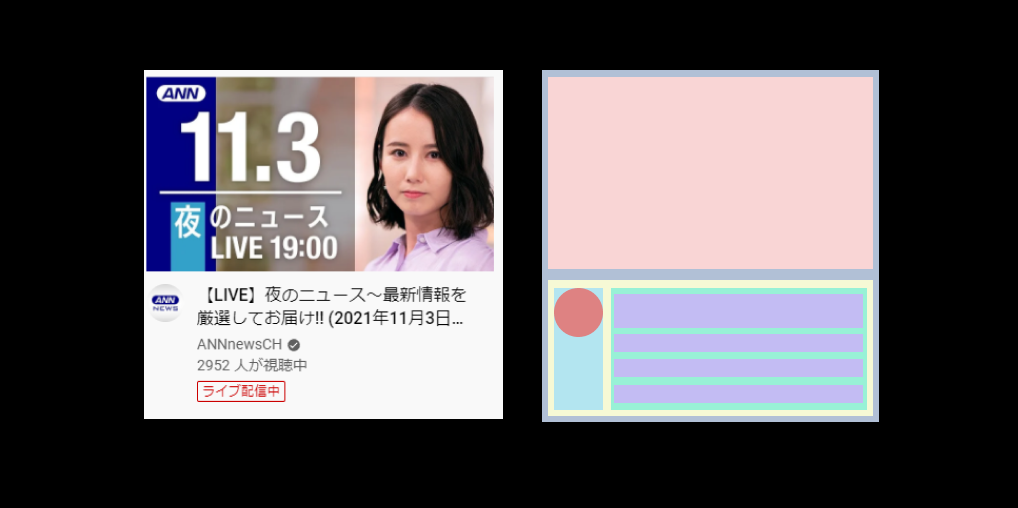 ANN
11.3
夜のニュース
LIVE 19:00
ANN
NEWS
【LIVE】夜のニュース～最新情報を
厳選してお届け!! (2021年11月3日...
ANNnewsCH
2952 人が視聴中
ライブ配信中